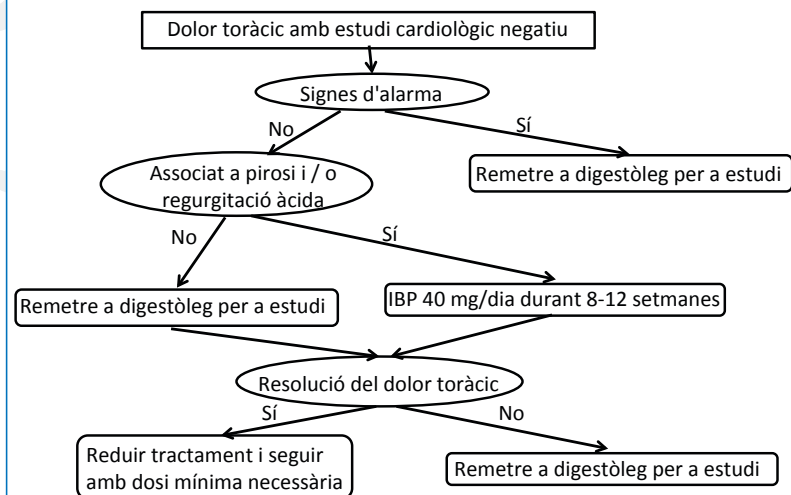 Dolor toràcic amb estudi cardiològic negatiu
Signes d'alarma
No
Sí
Associat a pirosi i / o
regurgitació àcida
Remetre a digestòleg per a estudi
No
Sí
Remetre a digestòleg per a estudi
IBP 40 mg/dia durant 8-12 setmanes
Resolució del dolor toràcic
Sí
No
Reduir tractament i seguir
amb dosi mínima necessària
Remetre a digestòleg per a estudi